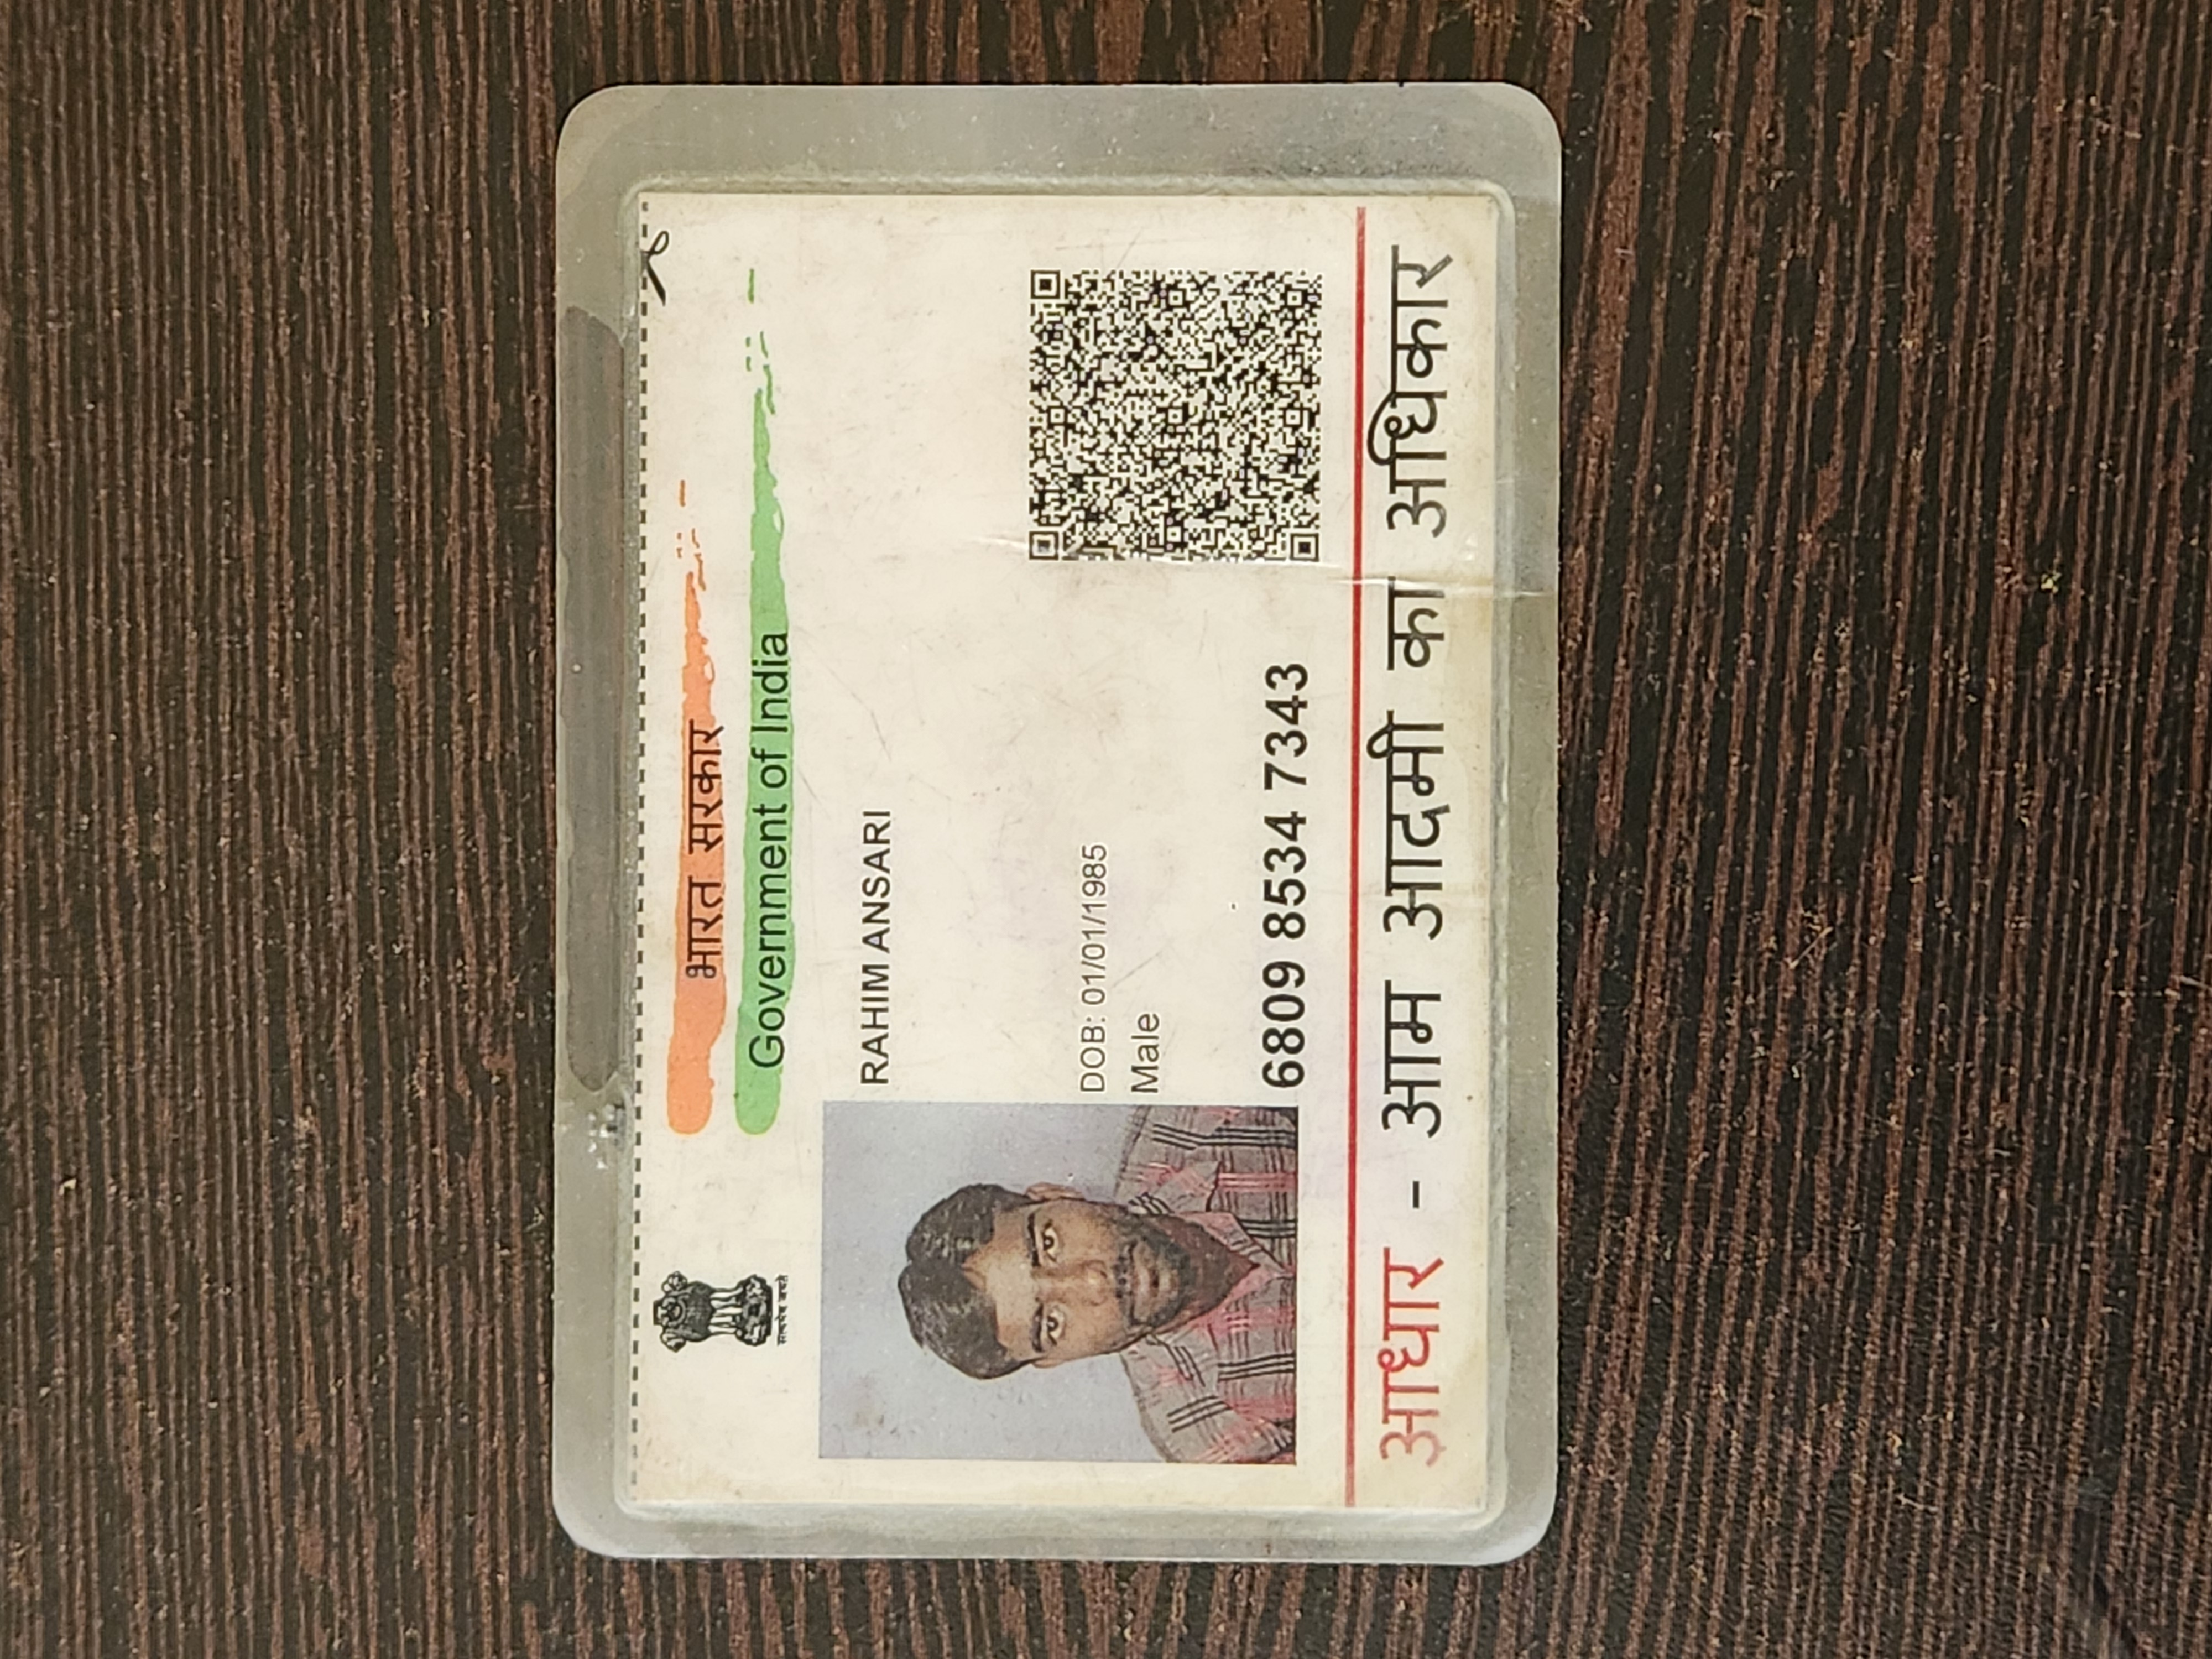 भारत सरकार
Government of India
सत्यमेव जयते
RAHIM ANSARI
DOB: 01/01/1985
Male
6809 8534 7343
आधार - आम आदमी का अधिकार